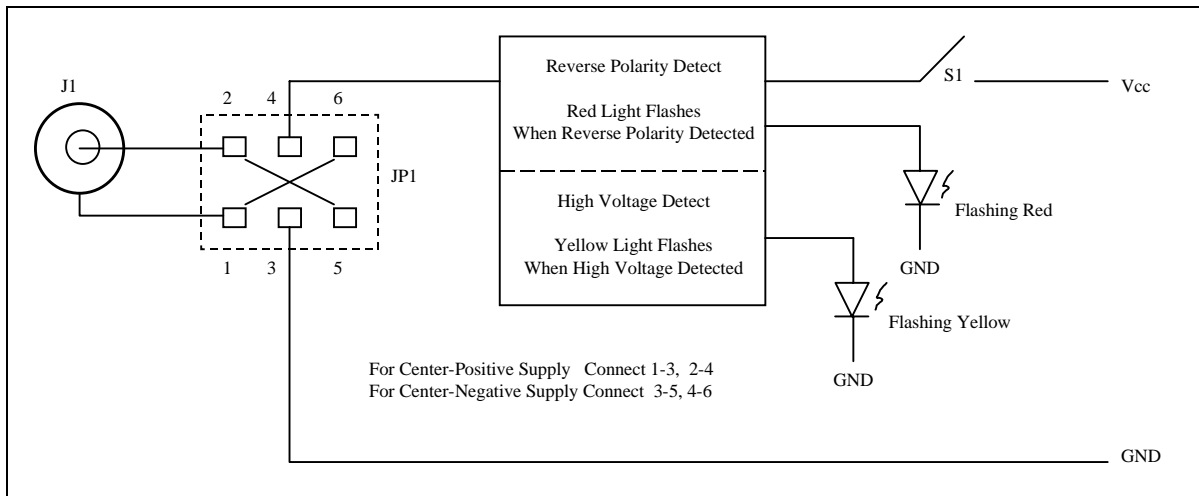 J1
2 4 6
JP1
1 3 5
Reverse Polarity Detect
Red Light Flashes
When Reverse Polarity Detected
High Voltage Detect
Yellow Light Flashes
When High Voltage Detected
S1
Vcc
Flashing Red
GND
Flashing Yellow
GND
For Center-Positive Supply Connect 1-3, 2-4
For Center-Negative Supply Connect 3-5, 4-6
GND